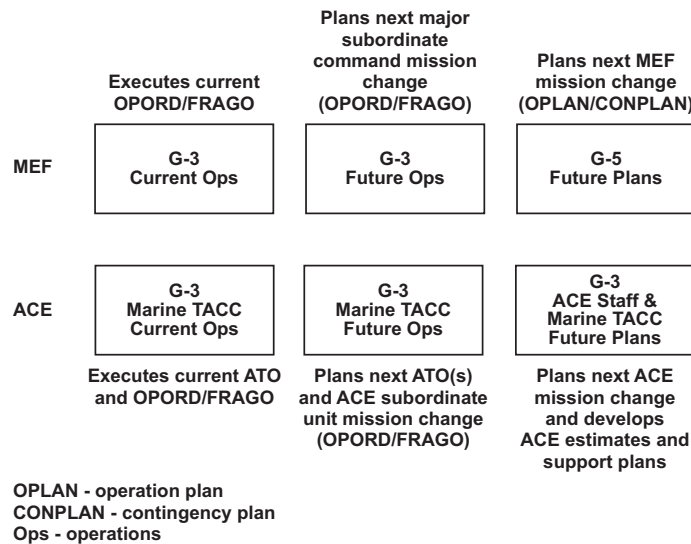 Executes current
OPORD/FRAGO
Plans next major
subordinate
command mission
change
(OPORD/FRAGO)
Plans next MEF
mission change
(OPLAN/CONPLAN)
MEF
G-3
Current Ops
G-3
Future Ops
G-5
Future Plans
ACE
G-3
Marine TACC
Current Ops
G-3
Marine TACC
Future Ops
G-3
ACE Staff &
Marine TACC
Future Plans
Executes current ATO
and OPORD/FRAGO
Plans next ATO(s)
and ACE subordinate
unit mission change
(OPORD/FRAGO)
Plans next ACE
mission change
and develops
ACE estimates and
support plans
OPLAN - operation plan
CONPLAN - contingency plan
Ops - operations